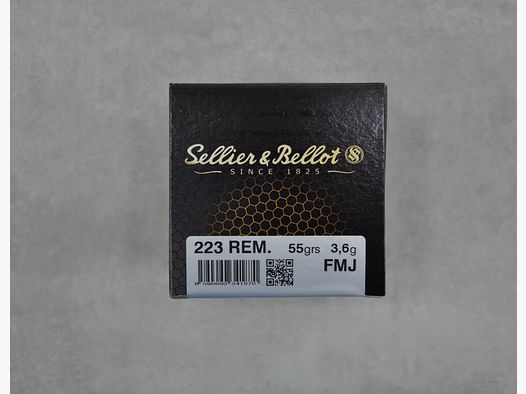 Sellier & Bellot
SINCE 1825
223 REM. 55grs 3,6g
FMJ